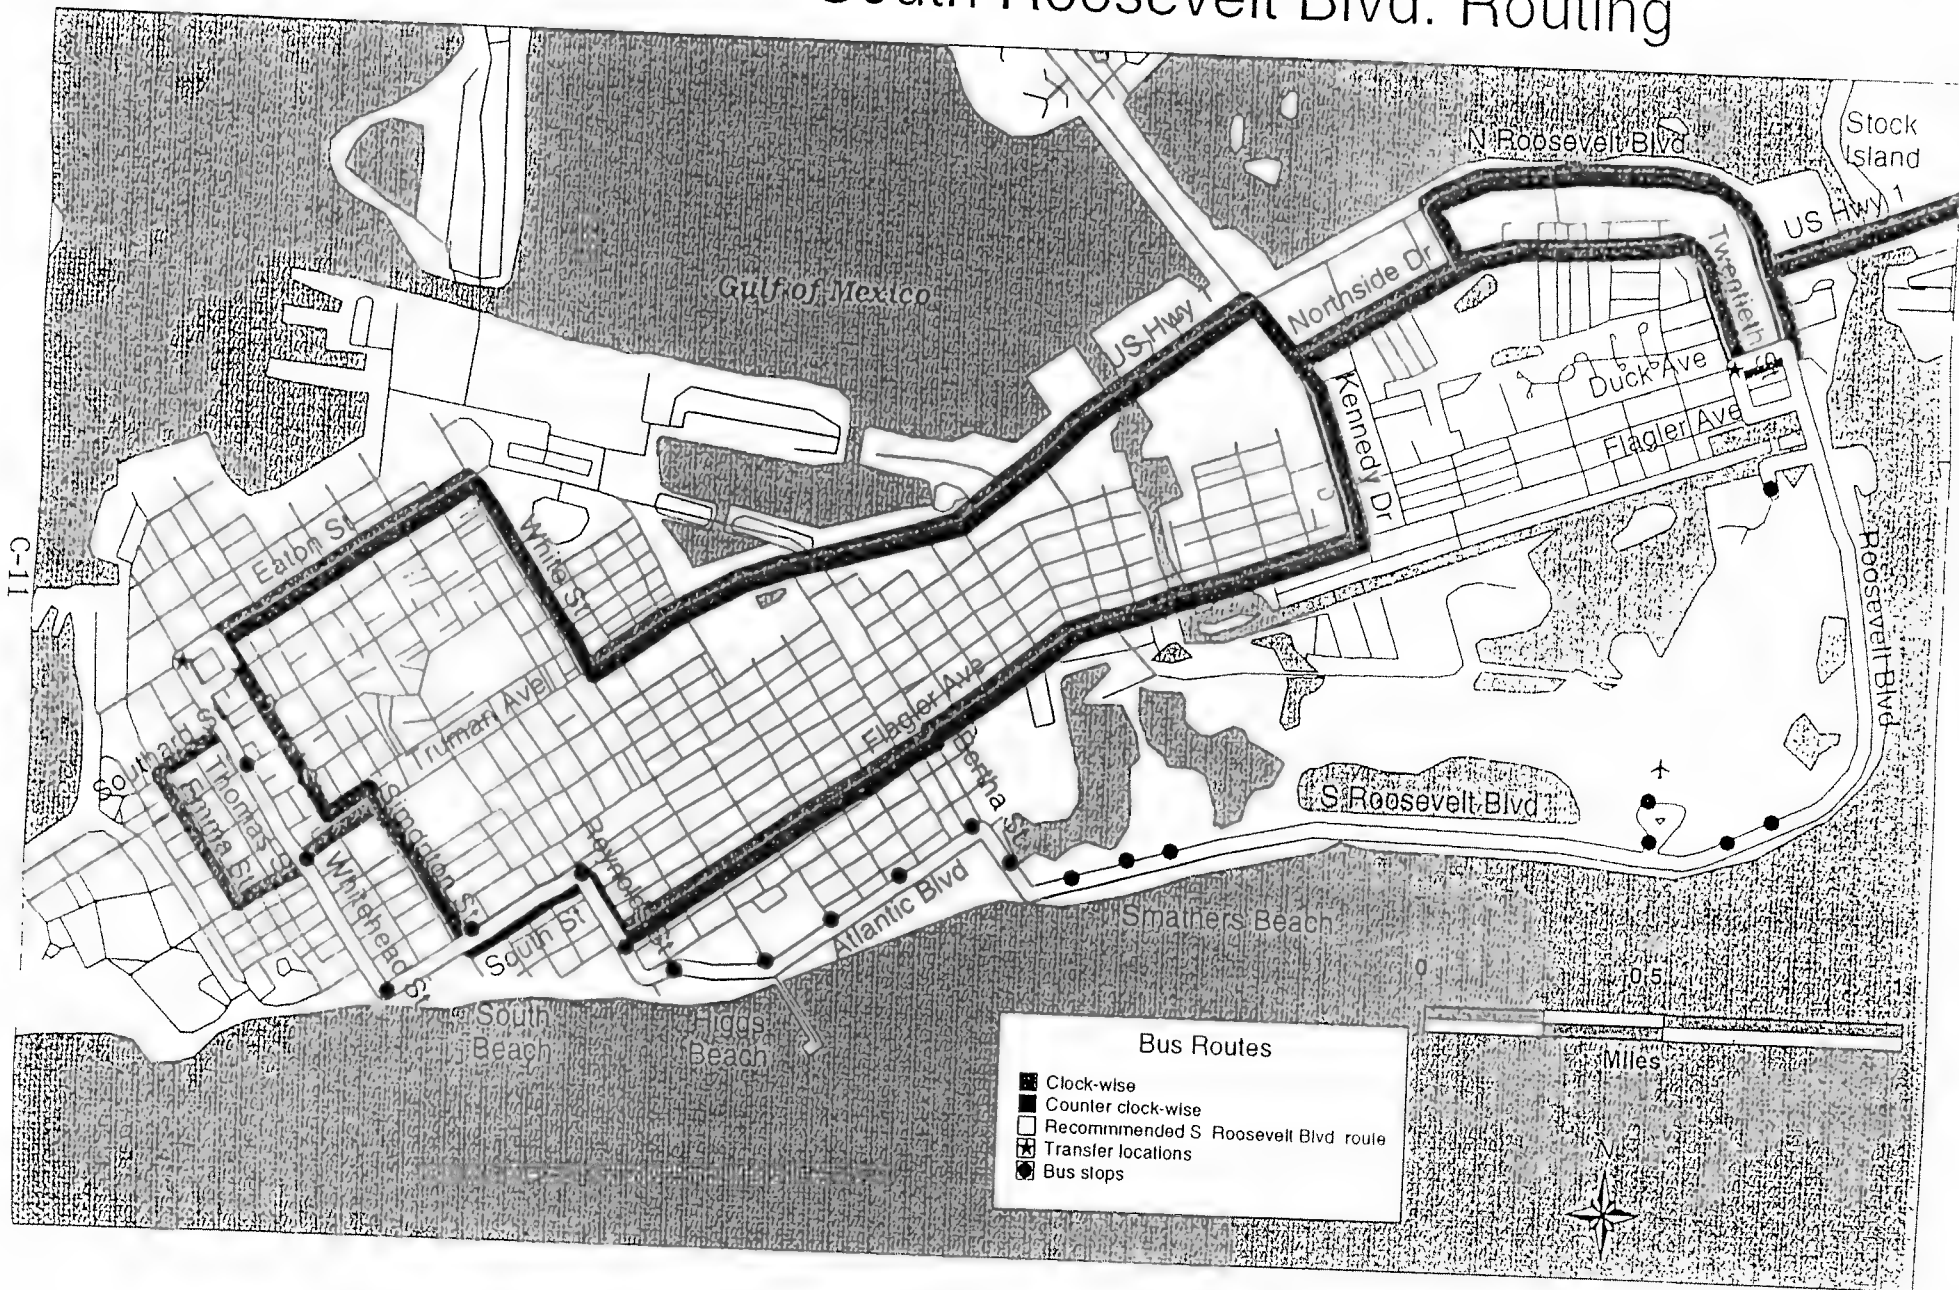 South Roosevelt Blvd. Routing
Stock
Island
N Roosevelt Blvd
US Hwy 1
Twentieth
St
Gulf of Mexico
US Hwy 1
Northside Dr
Kennedy Dr
Duck Ave
Flagler Ave
Roosevelt Blvd
Eaton St
White St
C-11
Truman Ave
Flagler Ave
Southard St
Thomas St
Emma St
Simonton St
Whitehead St
Reynolds St
South St
Bertha St
Atlantic Blvd
S Roosevelt Blvd
Smathers Beach
South
Beach
Higgs
Beach
0
0.5
1
Miles
Bus Routes
Clock-wise
Counter clock-wise
Recommmended S Roosevelt Blvd route
Transfer locations
Bus stops
N